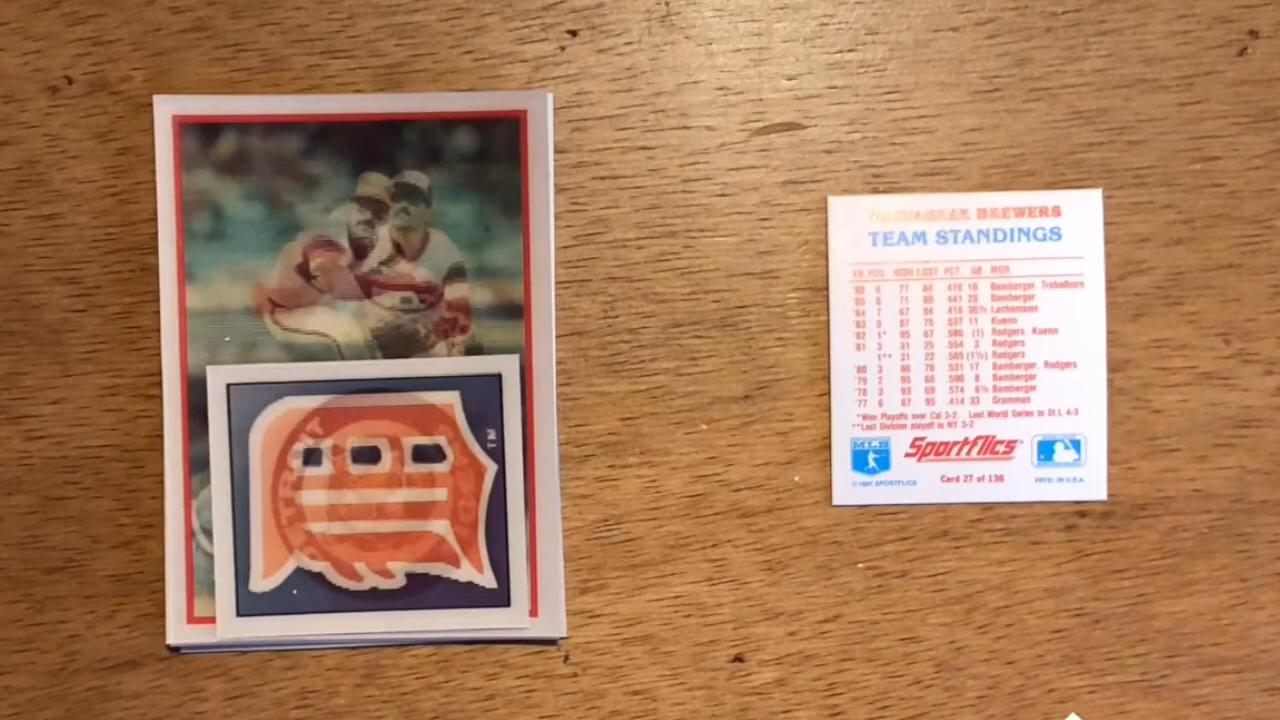 DETROIT
TM
BREWERS
TEAM STANDINGS
YR POS. WON LOST PCT. GB MGR.
'86 6 77 84 .478 18 Bamberger, Trebelhorn
'85 6 71 90 .441 28 Bamberger
'84 7 67 94 .416 36½ Lachemann
'83 5 87 75 .537 11 Kuenn
'82 1* 95 67 .586 (1) Rodgers, Kuenn
'81 3 31 25 .554 3 Rodgers
1** 31 22 .585 (1½) Rodgers
'80 3 86 76 .531 17 Bamberger, Rodgers
'79 2 95 66 .590 8 Bamberger
'78 3 93 69 .574 6½ Bamberger
'77 6 67 95 .414 33 Grammas
*Won Playoffs over Cal 3-2. Lost World Series to St L 4-3
**Lost Division playoff to NY 3-2
MLB
Sportflics
© 1987 SPORTFLICS
Card 27 of 136
PRTD. IN U.S.A.